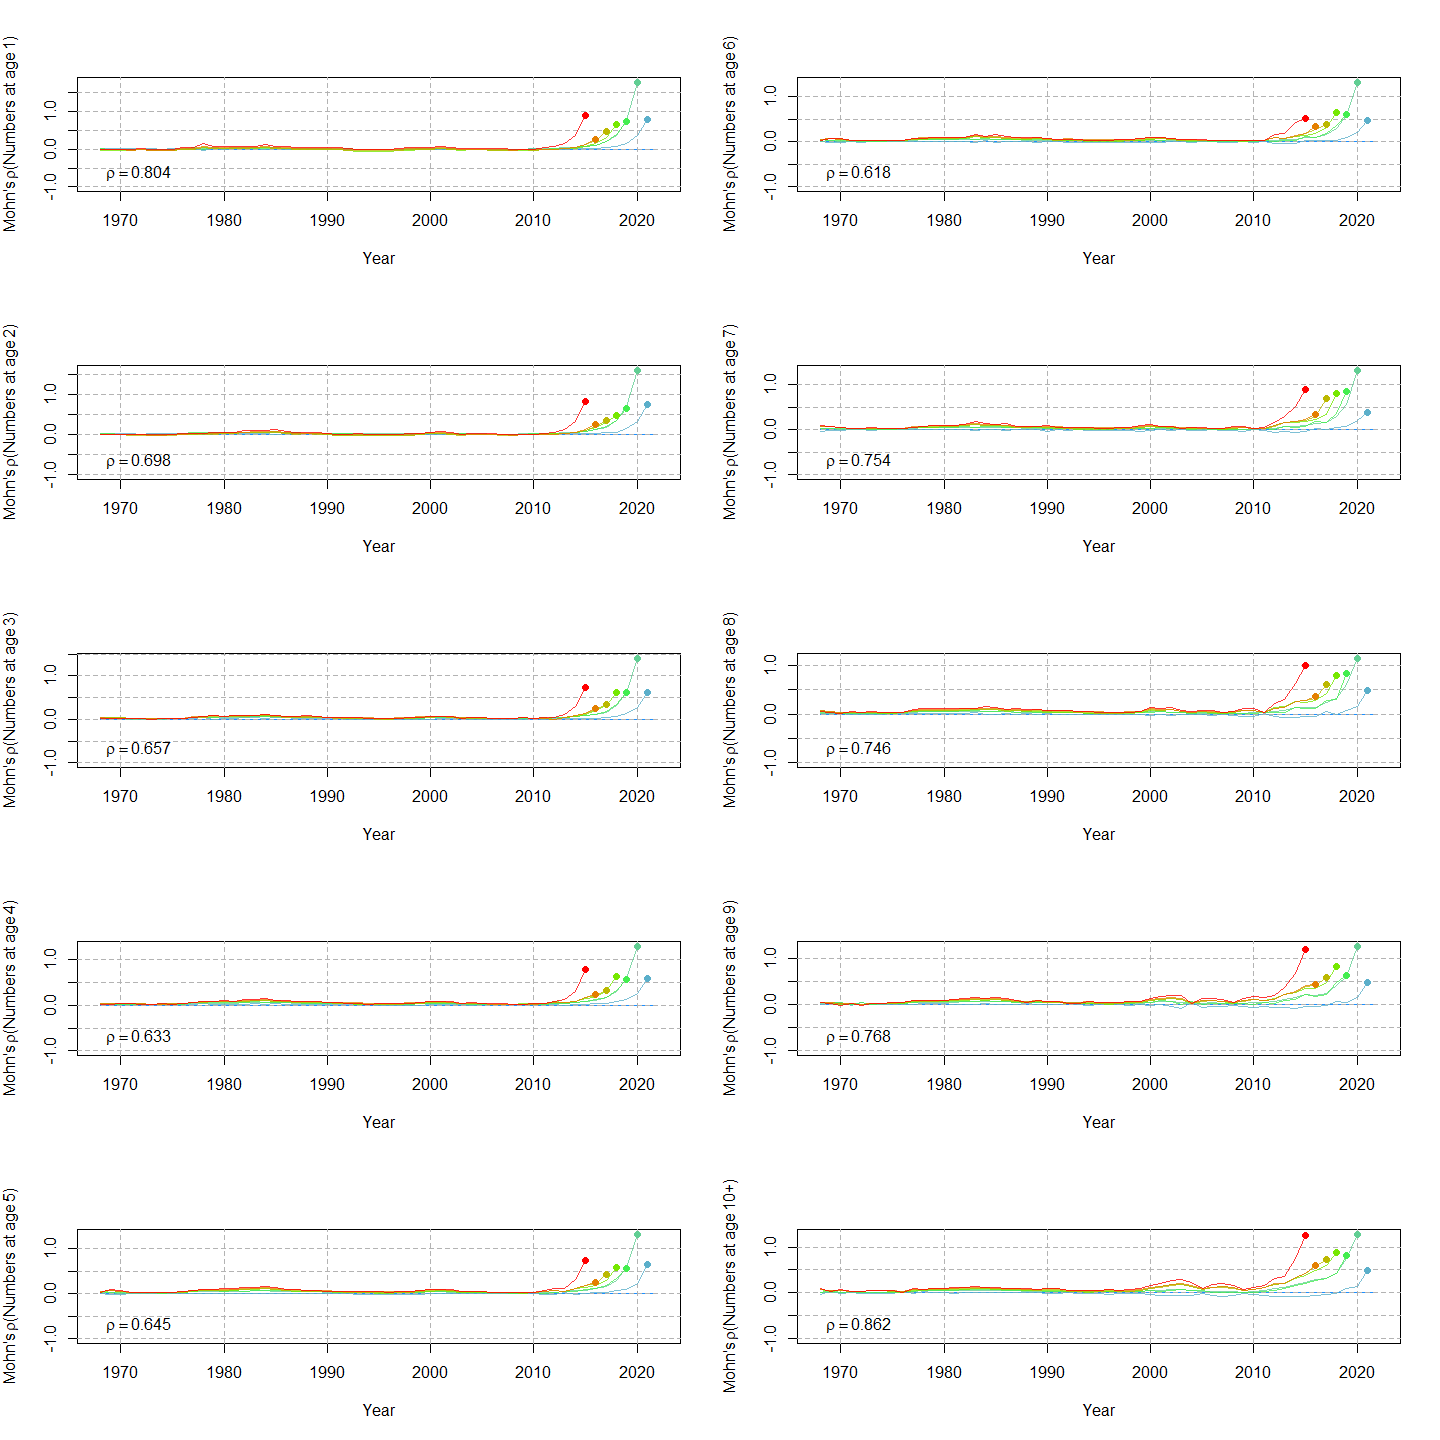 Mohn's ρ(Numbers at age 1)
1.0
0.0
-1.0
ρ = 0.804
1970 1980 1990 2000 2010 2020
Year
Mohn's ρ(Numbers at age 6)
1.0
0.0
-1.0
ρ = 0.618
1970 1980 1990 2000 2010 2020
Year
Mohn's ρ(Numbers at age 2)
1.0
0.0
-1.0
ρ = 0.698
1970 1980 1990 2000 2010 2020
Year
Mohn's ρ(Numbers at age 7)
1.0
0.0
-1.0
ρ = 0.754
1970 1980 1990 2000 2010 2020
Year
Mohn's ρ(Numbers at age 3)
1.0
0.0
-1.0
ρ = 0.657
1970 1980 1990 2000 2010 2020
Year
Mohn's ρ(Numbers at age 8)
1.0
0.0
-1.0
ρ = 0.746
1970 1980 1990 2000 2010 2020
Year
Mohn's ρ(Numbers at age 4)
1.0
0.0
-1.0
ρ = 0.633
1970 1980 1990 2000 2010 2020
Year
Mohn's ρ(Numbers at age 9)
1.0
0.0
-1.0
ρ = 0.768
1970 1980 1990 2000 2010 2020
Year
Mohn's ρ(Numbers at age 5)
1.0
0.0
-1.0
ρ = 0.645
1970 1980 1990 2000 2010 2020
Year
Mohn's ρ(Numbers at age 10+)
1.0
0.0
-1.0
ρ = 0.862
1970 1980 1990 2000 2010 2020
Year